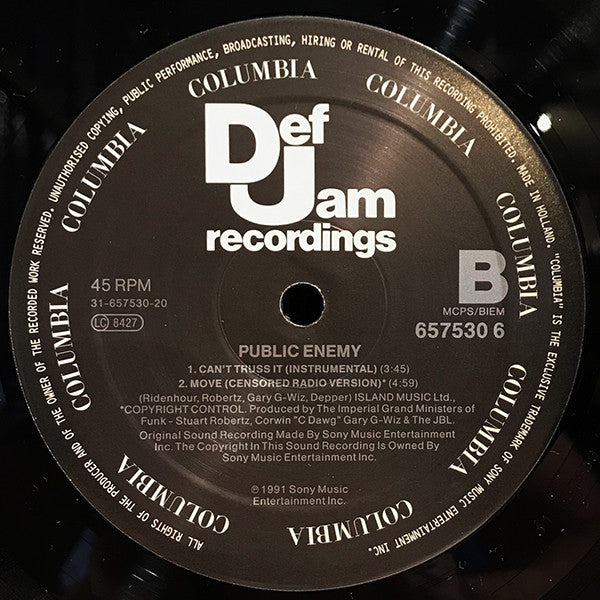 ALL RIGHTS OF THE PRODUCER AND OF THE OWNER OF THE RECORDED WORK RESERVED. UNAUTHORISED COPYING, PUBLIC PERFORMANCE, BROADCASTING, HIRING OR RENTAL OF THIS RECORDING PROHIBITED. MADE IN HOLLAND. "COLUMBIA" IS THE EXCLUSIVE TRADEMARK OF SONY MUSIC ENTERTAINMENT INC.
COLUMBIA
COLUMBIA
COLUMBIA
COLUMBIA
COLUMBIA
COLUMBIA
COLUMBIA
COLUMBIA
COLUMBIA
Def
Jam
recordings
45 RPM
31-657530-20
LC 8427
B
MCPS/BIEM
657530 6
PUBLIC ENEMY
1. CAN'T TRUSS IT (INSTRUMENTAL) (3:45)
2. MOVE (CENSORED RADIO VERSION)* (4:59)
(Ridenhour, Robertz, Gary G-Wiz, Depper) ISLAND MUSIC Ltd.,
*COPYRIGHT CONTROL. Produced by The Imperial Grand Ministers of
Funk - Stuart Robertz, Corwin "C Dawg" Gary G-Wiz & The JBL.
Original Sound Recording Made By Sony Music Entertainment
Inc. The Copyright In This Sound Recording Is Owned By
Sony Music Entertainment Inc.
℗ 1991 Sony Music
Entertainment Inc.